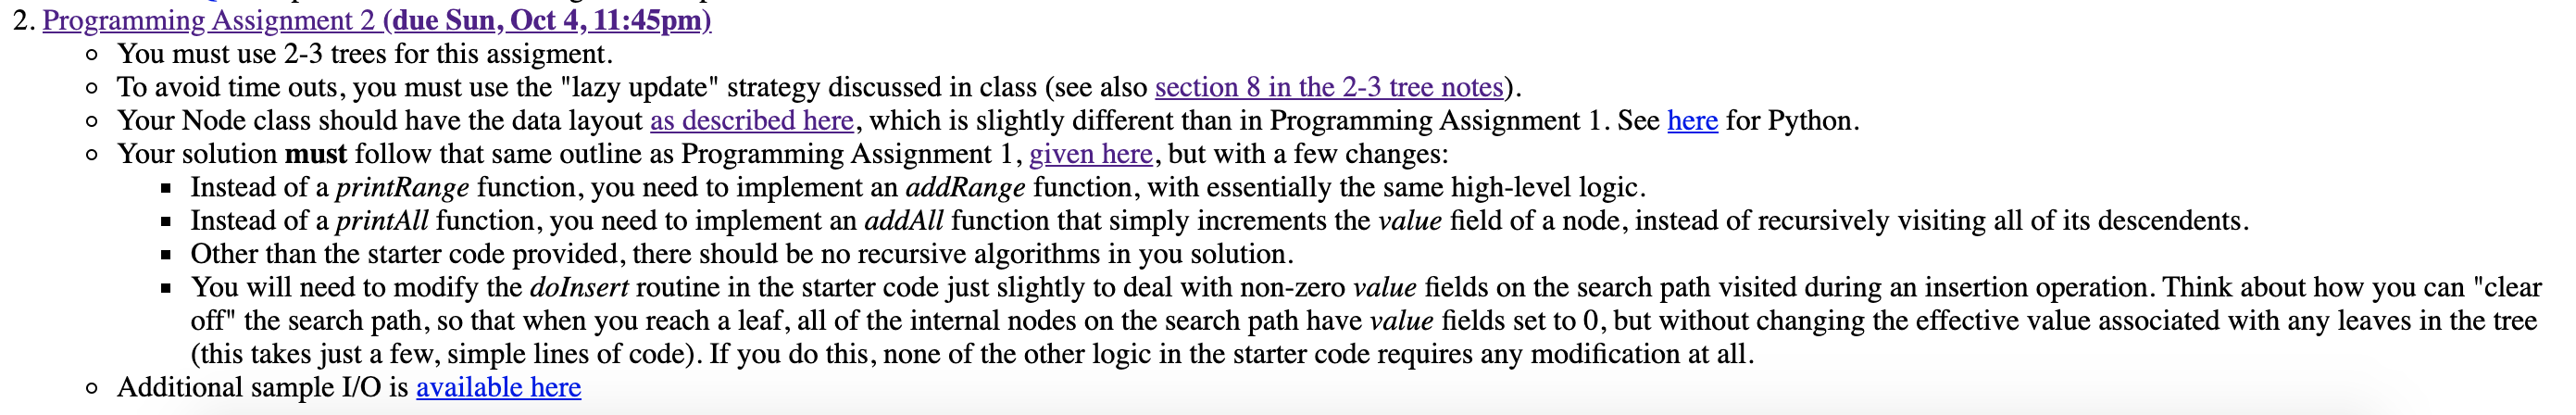 2. Programming Assignment 2 (due Sun, Oct 4, 11:45pm)
○ You must use 2-3 trees for this assigment.
○ To avoid time outs, you must use the "lazy update" strategy discussed in class (see also section 8 in the 2-3 tree notes).
○ Your Node class should have the data layout as described here, which is slightly different than in Programming Assignment 1. See here for Python.
○ Your solution must follow that same outline as Programming Assignment 1, given here, but with a few changes:
▪ Instead of a printRange function, you need to implement an addRange function, with essentially the same high-level logic.
▪ Instead of a printAll function, you need to implement an addAll function that simply increments the value field of a node, instead of recursively visiting all of its descendents.
▪ Other than the starter code provided, there should be no recursive algorithms in you solution.
▪ You will need to modify the doInsert routine in the starter code just slightly to deal with non-zero value fields on the search path visited during an insertion operation. Think about how you can "clear
off" the search path, so that when you reach a leaf, all of the internal nodes on the search path have value fields set to 0, but without changing the effective value associated with any leaves in the tree
(this takes just a few, simple lines of code). If you do this, none of the other logic in the starter code requires any modification at all.
○ Additional sample I/O is available here